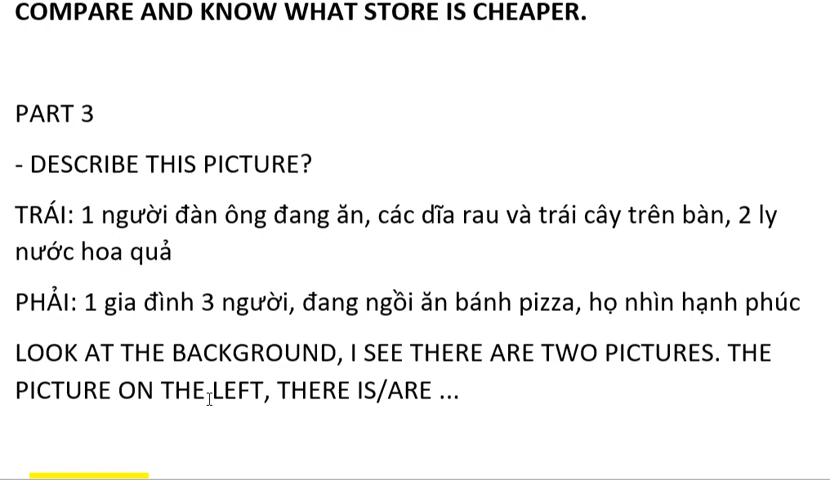 COMPARE AND KNOW WHAT STORE IS CHEAPER.
PART 3
- DESCRIBE THIS PICTURE?
TRÁI: 1 người đàn ông đang ăn, các dĩa rau và trái cây trên bàn, 2 ly
nước hoa quả
PHẢI: 1 gia đình 3 người, đang ngồi ăn bánh pizza, họ nhìn hạnh phúc
LOOK AT THE BACKGROUND, I SEE THERE ARE TWO PICTURES. THE
PICTURE ON THE LEFT, THERE IS/ARE ...